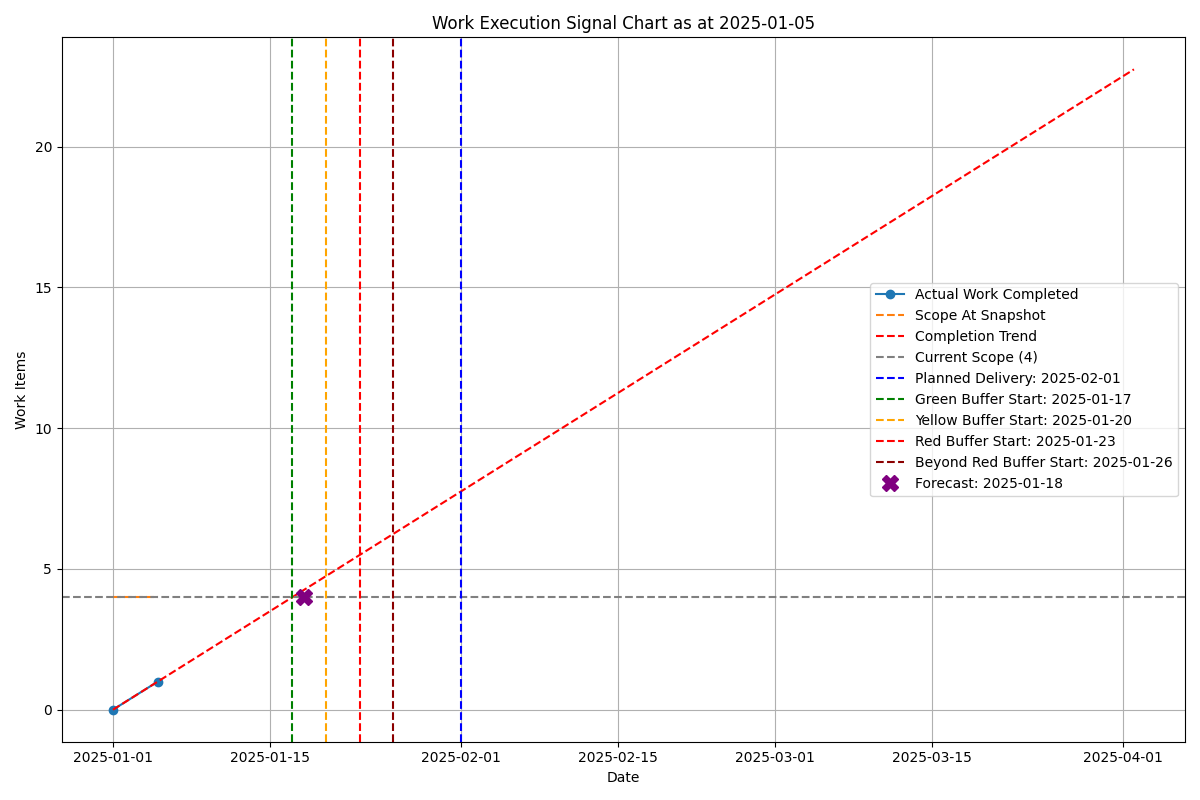 Work Execution Signal Chart as at 2025-01-05
Work Items
20
15
10
5
0
Actual Work Completed
Scope At Snapshot
Completion Trend
Current Scope (4)
Planned Delivery: 2025-02-01
Green Buffer Start: 2025-01-17
Yellow Buffer Start: 2025-01-20
Red Buffer Start: 2025-01-23
Beyond Red Buffer Start: 2025-01-26
Forecast: 2025-01-18
2025-01-01 2025-01-15 2025-02-01 2025-02-15 2025-03-01 2025-03-15 2025-04-01
Date